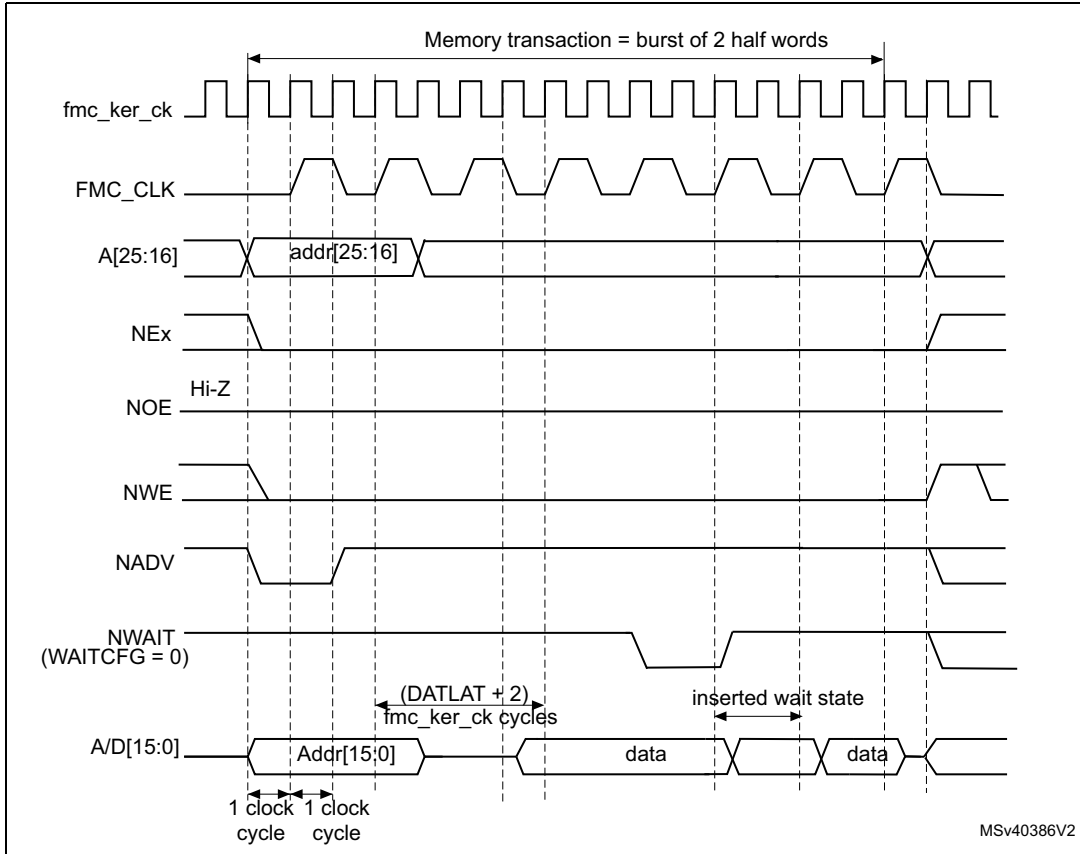 Memory transaction = burst of 2 half words
fmc_ker_ck
FMC_CLK
A[25:16]
addr[25:16]
NEx
Hi-Z
NOE
NWE
NADV
NWAIT
(WAITCFG = 0)
(DATLAT + 2)
fmc_ker_ck cycles
inserted wait state
A/D[15:0]
Addr[15:0]
data
data
1 clock
cycle
1 clock
cycle
MSv40386V2